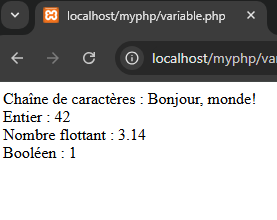 localhost/myphp/variable.php
localhost/myphp/va
Chaîne de caractères : Bonjour, monde!
Entier : 42
Nombre flottant : 3.14
Booléen : 1